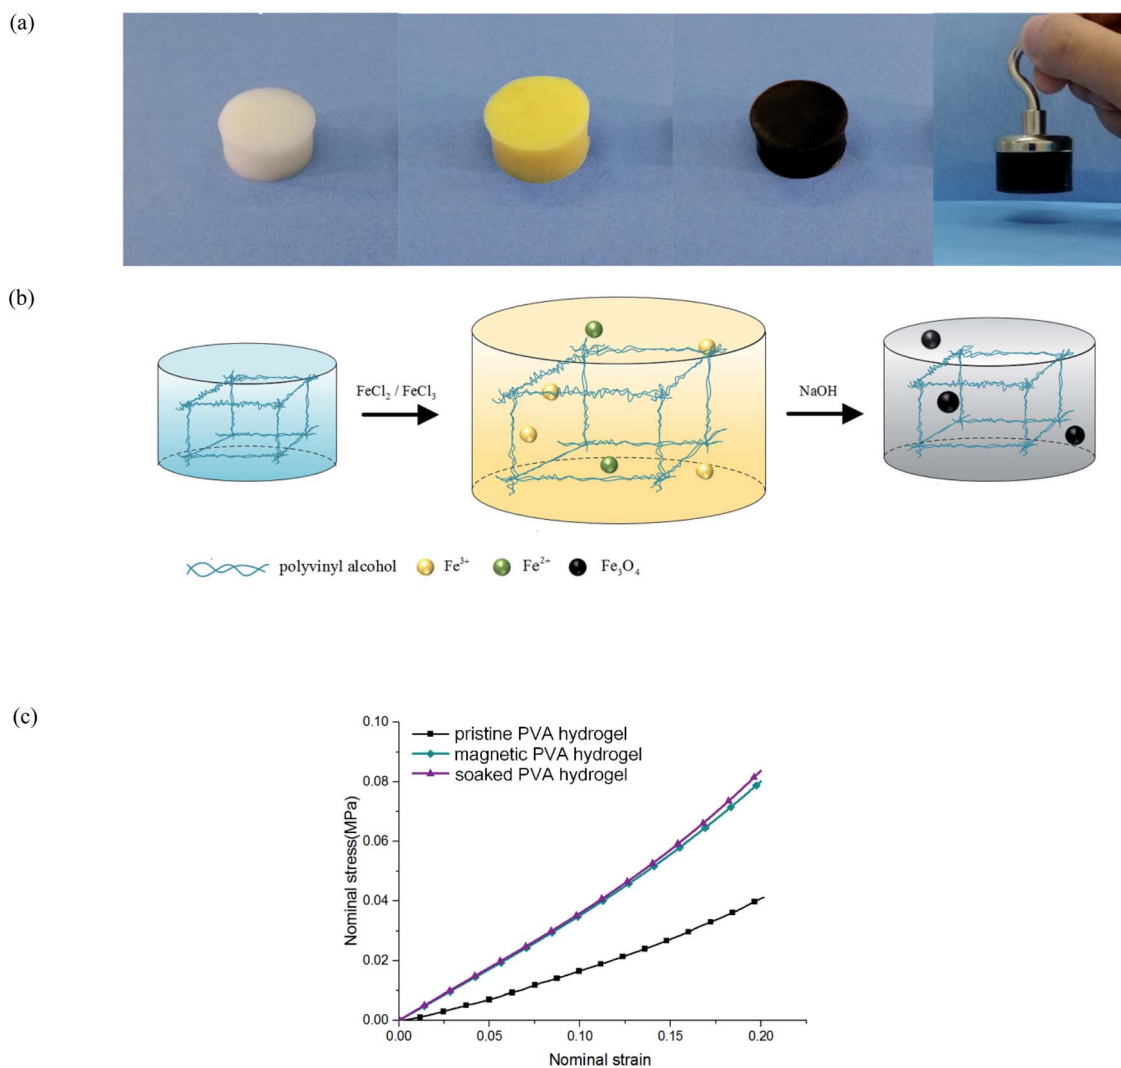 (a)
(b)
FeCl₂ / FeCl₃
NaOH
polyvinyl alcohol
Fe³⁺
Fe²⁺
Fe₃O₄
(c)
pristine PVA hydrogel
magnetic PVA hydrogel
soaked PVA hydrogel
0.10
0.08
0.06
0.04
0.02
0.00
Nominal stress(MPa)
0.00 0.05 0.10 0.15 0.20
Nominal strain